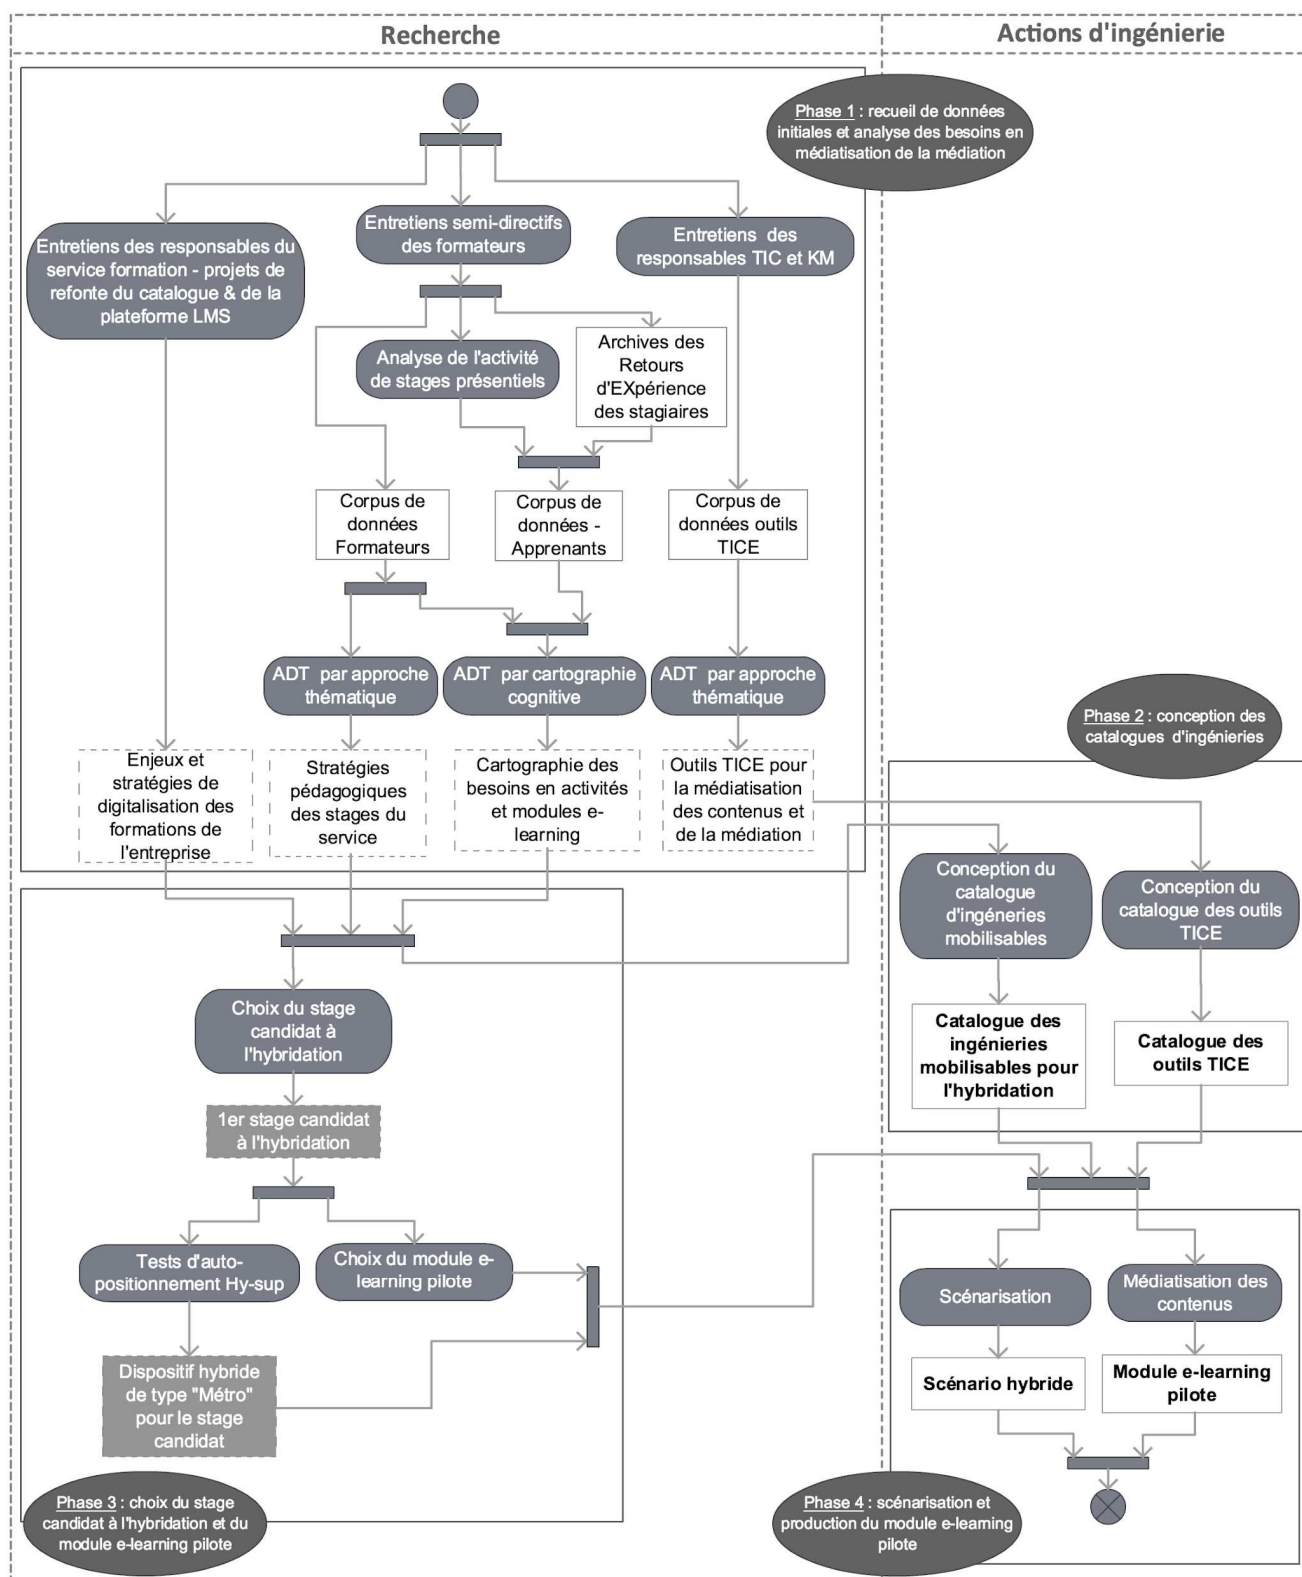 Recherche
Actions d'ingénierie
Phase 1 : recueil de données
initiales et analyse des besoins en
médiatisation de la médiation
Entretiens des responsables du
service formation - projets de
refonte du catalogue & de la
plateforme LMS
Entretiens semi-directifs
des formateurs
Entretiens des
responsables TIC et KM
Analyse de l'activité
de stages présentiels
Archives des
Retours
d'EXpérience
des stagiaires
Corpus de
données
Formateurs
Corpus de
données -
Apprenants
Corpus de
données outils
TICE
ADT par approche
thématique
ADT par cartographie
cognitive
ADT par approche
thématique
Enjeux et
stratégies de
digitalisation des
formations de
l'entreprise
Stratégies
pédagogiques
des stages du
service
Cartographie des
besoins en activités
et modules e-
learning
Outils TICE pour
la médiatisation
des contenus et
de la médiation
Phase 2 : conception des
catalogues d'ingénieries
Conception du
catalogue
d'ingéneries
mobilisables
Conception du
catalogue des outils
TICE
Catalogue des
ingénieries
mobilisables pour
l'hybridation
Catalogue des
outils TICE
Choix du stage
candidat à
l'hybridation
1er stage candidat
à l'hybridation
Tests d'auto-
positionnement Hy-sup
Choix du module e-
learning pilote
Dispositif hybride
de type "Métro"
pour le stage
candidat
Phase 3 : choix du stage
candidat à l'hybridation et du
module e-learning pilote
Scénarisation
Médiatisation des
contenus
Scénario hybride
Module e-learning
pilote
Phase 4 : scénarisation et
production du module e-learning
pilote